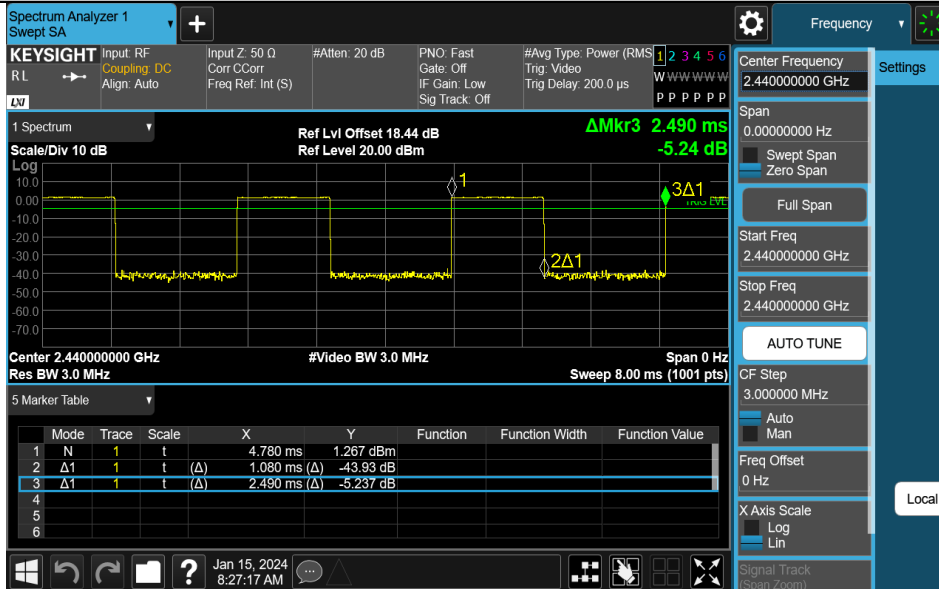 Spectrum Analyzer 1
Swept SA
+
Frequency
KEYSIGHT
RL
LXI
Input: RF
Coupling: DC
Align: Auto
Input Z: 50 Ω
Corr CCorr
Freq Ref: Int (S)
#Atten: 20 dB
PNO: Fast
Gate: Off
IF Gain: Low
Sig Track: Off
#Avg Type: Power (RMS
Trig: Video
Trig Delay: 200.0 µs
1 2 3 4 5 6
W W W W W W
P P P P P P
1 Spectrum
Scale/Div 10 dB
Ref Lvl Offset 18.44 dB
Ref Level 20.00 dBm
ΔMkr3 2.490 ms
-5.24 dB
Log
10.0
0.00
-10.0
-20.0
-30.0
-40.0
-50.0
-60.0
-70.0
1
3Δ1
TRIG LVL
2Δ1
Center 2.440000000 GHz
#Video BW 3.0 MHz
Span 0 Hz
Res BW 3.0 MHz
Sweep 8.00 ms (1001 pts)
5 Marker Table
Mode Trace Scale X Y Function Function Width Function Value
1 N 1 t 4.780 ms 1.267 dBm
2 Δ1 1 t (Δ) 1.080 ms (Δ) -43.93 dB
3 Δ1 1 t (Δ) 2.490 ms (Δ) -5.237 dB
4
5
6
?
Jan 15, 2024
8:27:17 AM
Center Frequency
2.440000000 GHz
Span
0.00000000 Hz
Swept Span
Zero Span
Full Span
Start Freq
2.440000000 GHz
Stop Freq
2.440000000 GHz
AUTO TUNE
CF Step
3.000000 MHz
Auto
Man
Freq Offset
0 Hz
X Axis Scale
Log
Lin
Signal Track
(Span Zoom)
Settings
Local